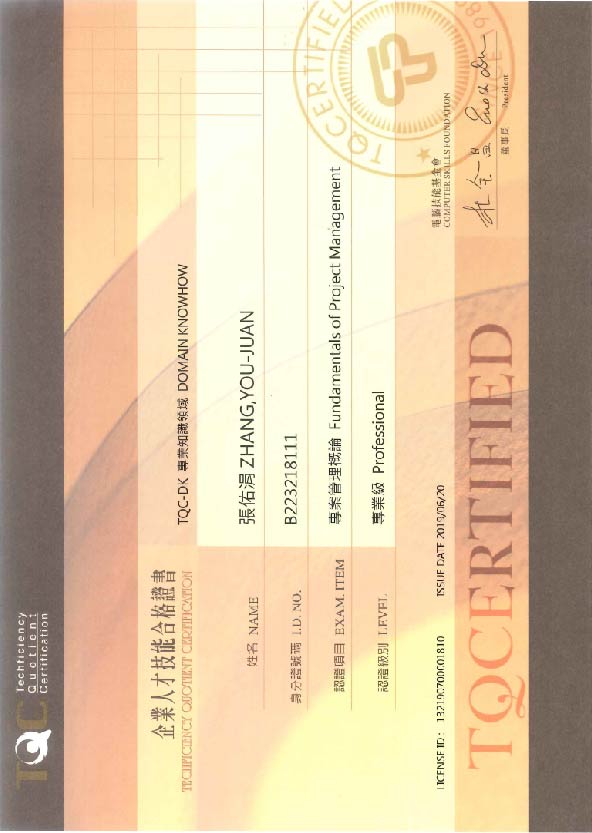 TQC Techficiency
Quotient
Certification
企業人才技能合格證書
TECHFICIENCY QUOTIENT CERTIFICATION
TQC-DK 專業知識領域 DOMAIN KNOWHOW
姓名 NAME 張佑涓 ZHANG,YOU-JUAN
身分證號碼 I.D. NO. B223218111
認證項目 EXAM. ITEM 專案管理概論 Fundamentals of Project Management
認證級別 LEVEL 專業級 Professional
LICENSE ID: 132190700001810 ISSUE DATE 2019/06/20
電腦技能基金會
COMPUTER SKILLS FOUNDATION
TQCERTIFIED
董事長 President
TQCERTIFIED